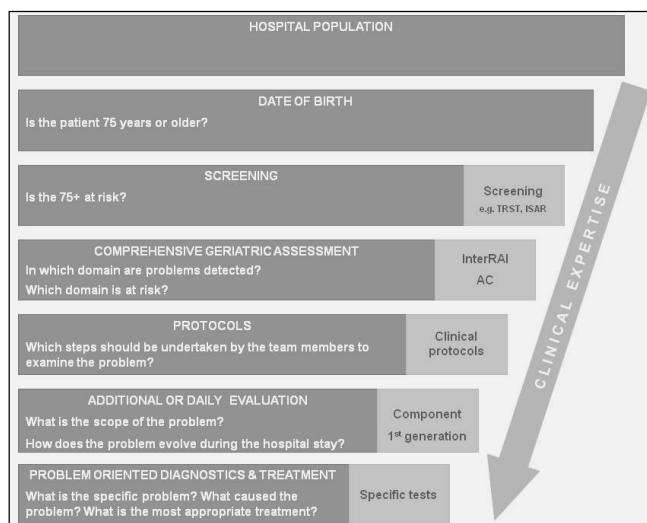 HOSPITAL POPULATION
DATE OF BIRTH
Is the patient 75 years or older?
SCREENING
Is the 75+ at risk?
Screening
e.g. TRST, ISAR
COMPREHENSIVE GERIATRIC ASSESSMENT
In which domain are problems detected?
Which domain is at risk?
InterRAI
AC
PROTOCOLS
Which steps should be undertaken by the team members to
examine the problem?
Clinical
protocols
ADDITIONAL OR DAILY EVALUATION
What is the scope of the problem?
How does the problem evolve during the hospital stay?
Component
1st generation
PROBLEM ORIENTED DIAGNOSTICS & TREATMENT
What is the specific problem? What caused the
problem? What is the most appropriate treatment?
Specific tests
CLINICAL EXPERTISE